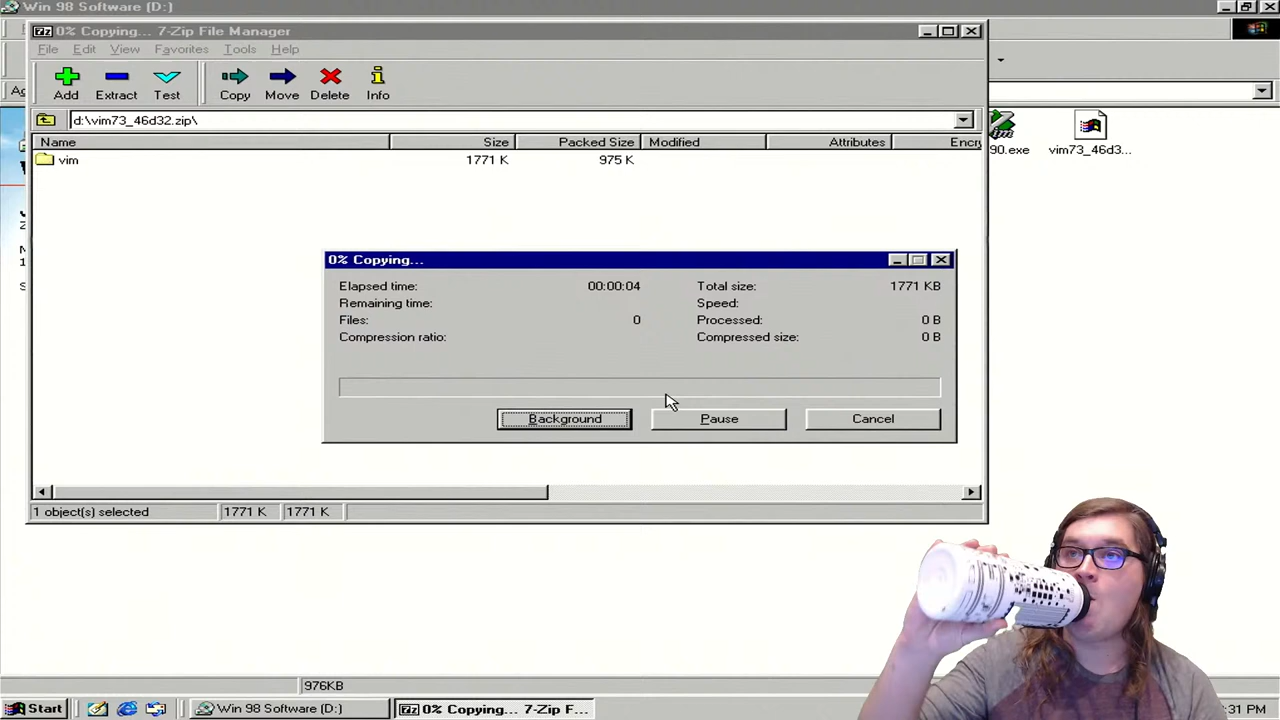 Win 98 Software (D:)
0% Copying... 7-Zip File Manager
File Edit View Favorites Tools Help
Add Extract Test Copy Move Delete Info
d:\vim73_46d32.zip\
Name Size Packed Size Modified Attributes Encry
vim 1771 K 975 K
90.exe vim73_46d3...
0% Copying...
Elapsed time: 00:00:04 Total size: 1771 KB
Remaining time: Speed:
Files: 0 Processed: 0 B
Compression ratio: Compressed size: 0 B
Background Pause Cancel
1 object(s) selected 1771 K 1771 K
976KB
Start Win 98 Software (D:) 0% Copying... 7-Zip F... :31 PM